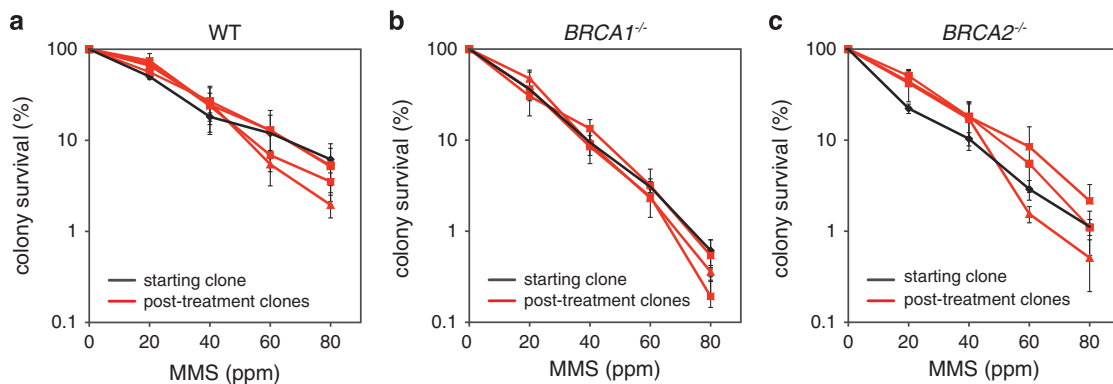 a
WT
colony survival (%)
100
10
1
0.1
starting clone
post-treatment clones
0 20 40 60 80
MMS (ppm)
b
BRCA1-/-
colony survival (%)
100
10
1
0.1
starting clone
post-treatment clones
0 20 40 60 80
MMS (ppm)
c
BRCA2-/-
colony survival (%)
100
10
1
0.1
starting clone
post-treatment clones
0 20 40 60 80
MMS (ppm)